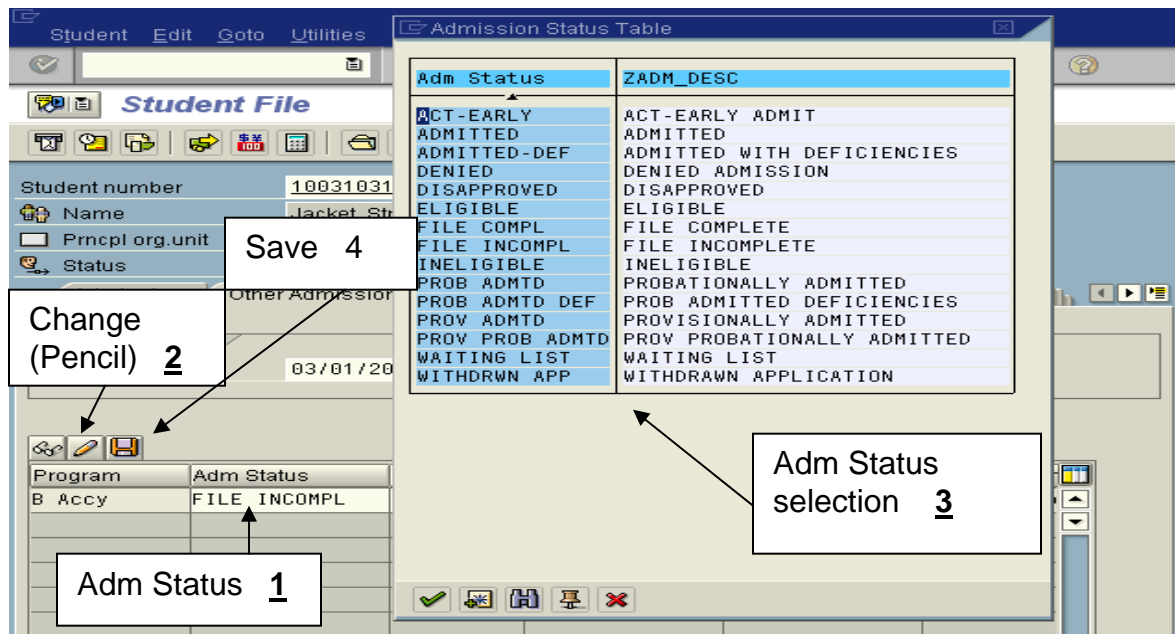 Student Edit Goto Utilities
Student File
Student number 10031031
Name Jacket, St
Prncpl org.unit
Status
Other Admission
03/01/20
Program Adm Status
B Accy FILE INCOMPL
Admission Status Table
Adm Status ZADM_DESC
ACT-EARLY ACT-EARLY ADMIT
ADMITTED ADMITTED
ADMITTED-DEF ADMITTED WITH DEFICIENCIES
DENIED DENIED ADMISSION
DISAPPROVED DISAPPROVED
ELIGIBLE ELIGIBLE
FILE COMPL FILE COMPLETE
FILE INCOMPL FILE INCOMPLETE
INELIGIBLE INELIGIBLE
PROB ADMTD PROBATIONALLY ADMITTED
PROB ADMTD DEF PROB ADMITTED DEFICIENCIES
PROV ADMTD PROVISIONALLY ADMITTED
PROV PROB ADMTD PROV PROBATIONALLY ADMITTED
WAITING LIST WAITING LIST
WITHDRWN APP WITHDRAWN APPLICATION
Save 4
Change
(Pencil) 2
Adm Status
selection 3
Adm Status 1